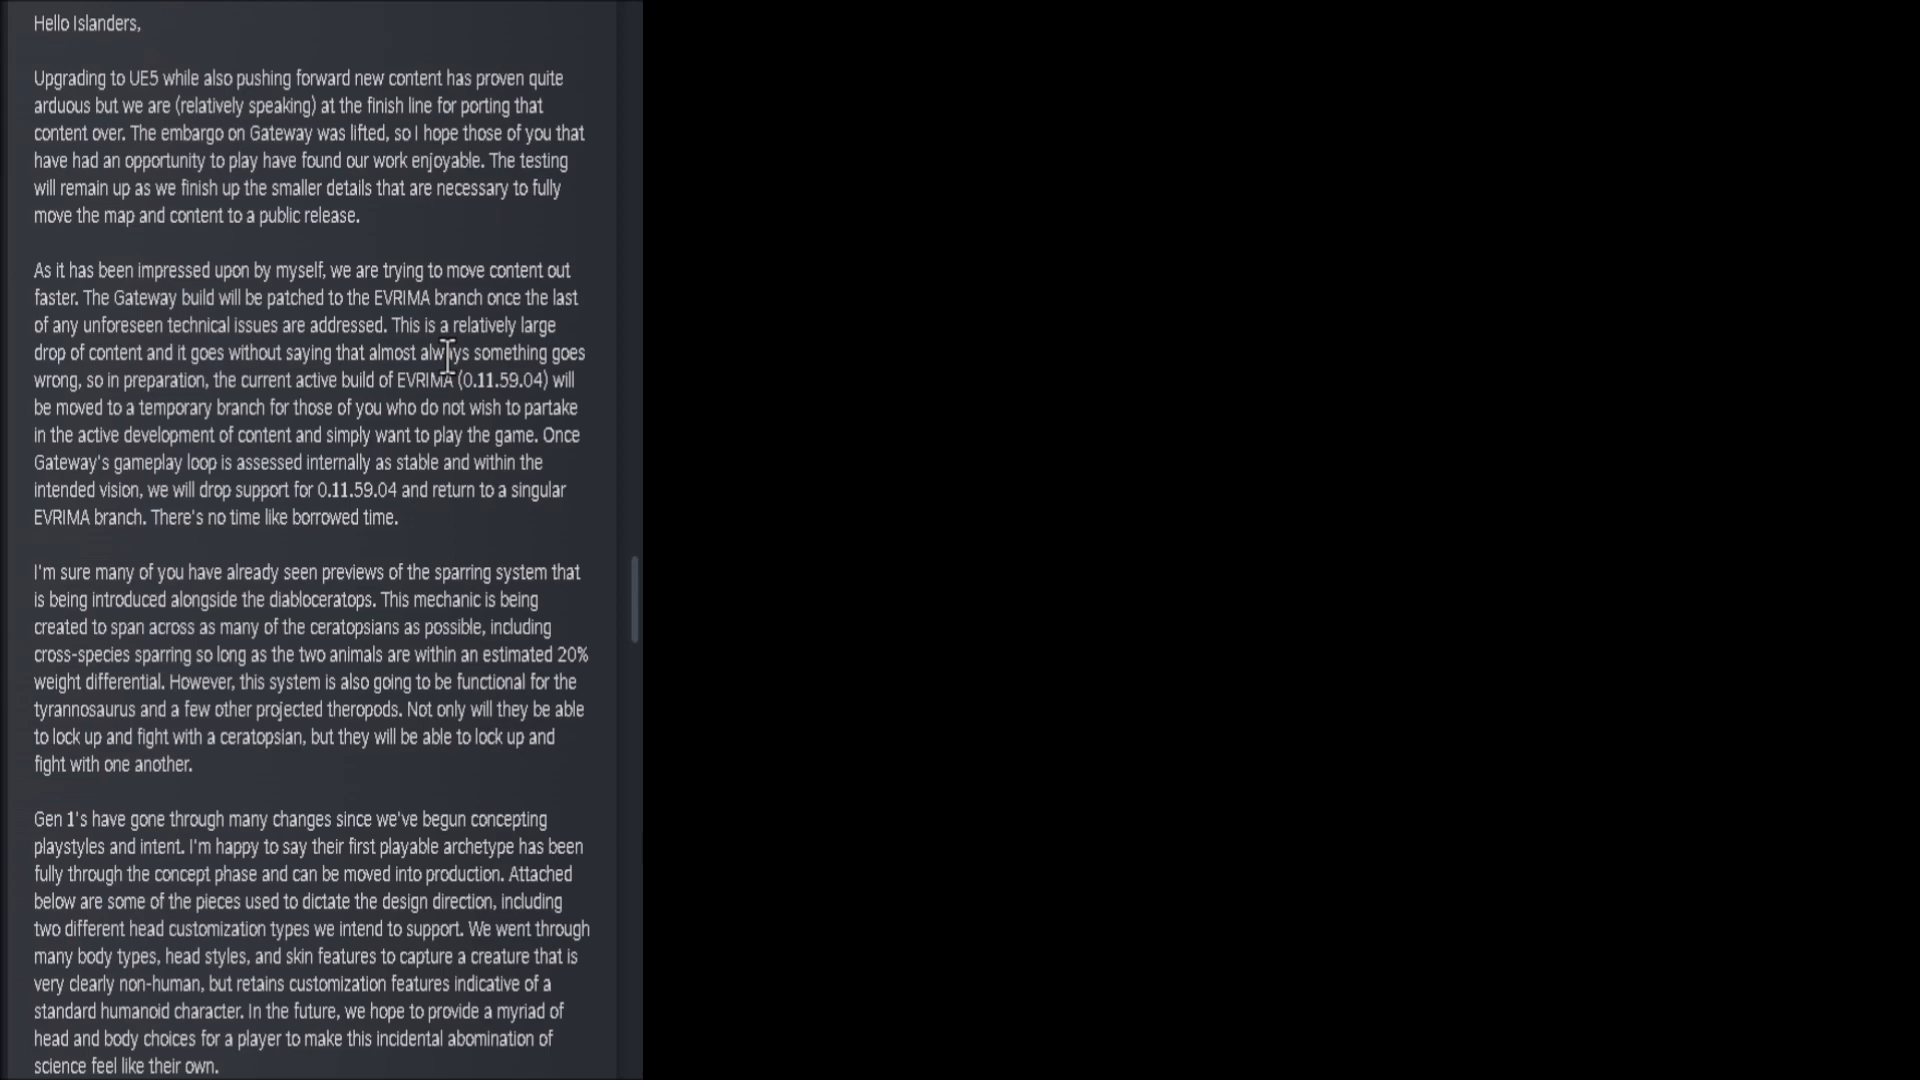 Hello Islanders,
Upgrading to UE5 while also pushing forward new content has proven quite
arduous but we are (relatively speaking) at the finish line for porting that
content over. The embargo on Gateway was lifted, so I hope those of you that
have had an opportunity to play have found our work enjoyable. The testing
will remain up as we finish up the smaller details that are necessary to fully
move the map and content to a public release.
As it has been impressed upon by myself, we are trying to move content out
faster. The Gateway build will be patched to the EVRIMA branch once the last
of any unforeseen technical issues are addressed. This is a relatively large
drop of content and it goes without saying that almost always something goes
wrong, so in preparation, the current active build of EVRIMA (0.11.59.04) will
be moved to a temporary branch for those of you who do not wish to partake
in the active development of content and simply want to play the game. Once
Gateway's gameplay loop is assessed internally as stable and within the
intended vision, we will drop support for 0.11.59.04 and return to a singular
EVRIMA branch. There's no time like borrowed time.
I'm sure many of you have already seen previews of the sparring system that
is being introduced alongside the diabloceratops. This mechanic is being
created to span across as many of the ceratopsians as possible, including
cross-species sparring so long as the two animals are within an estimated 20%
weight differential. However, this system is also going to be functional for the
tyrannosaurus and a few other projected theropods. Not only will they be able
to lock up and fight with a ceratopsian, but they will be able to lock up and
fight with one another.
Gen 1's have gone through many changes since we've begun concepting
playstyles and intent. I'm happy to say their first playable archetype has been
fully through the concept phase and can be moved into production. Attached
below are some of the pieces used to dictate the design direction, including
two different head customization types we intend to support. We went through
many body types, head styles, and skin features to capture a creature that is
very clearly non-human, but retains customization features indicative of a
standard humanoid character. In the future, we hope to provide a myriad of
head and body choices for a player to make this incidental abomination of
science feel like their own.